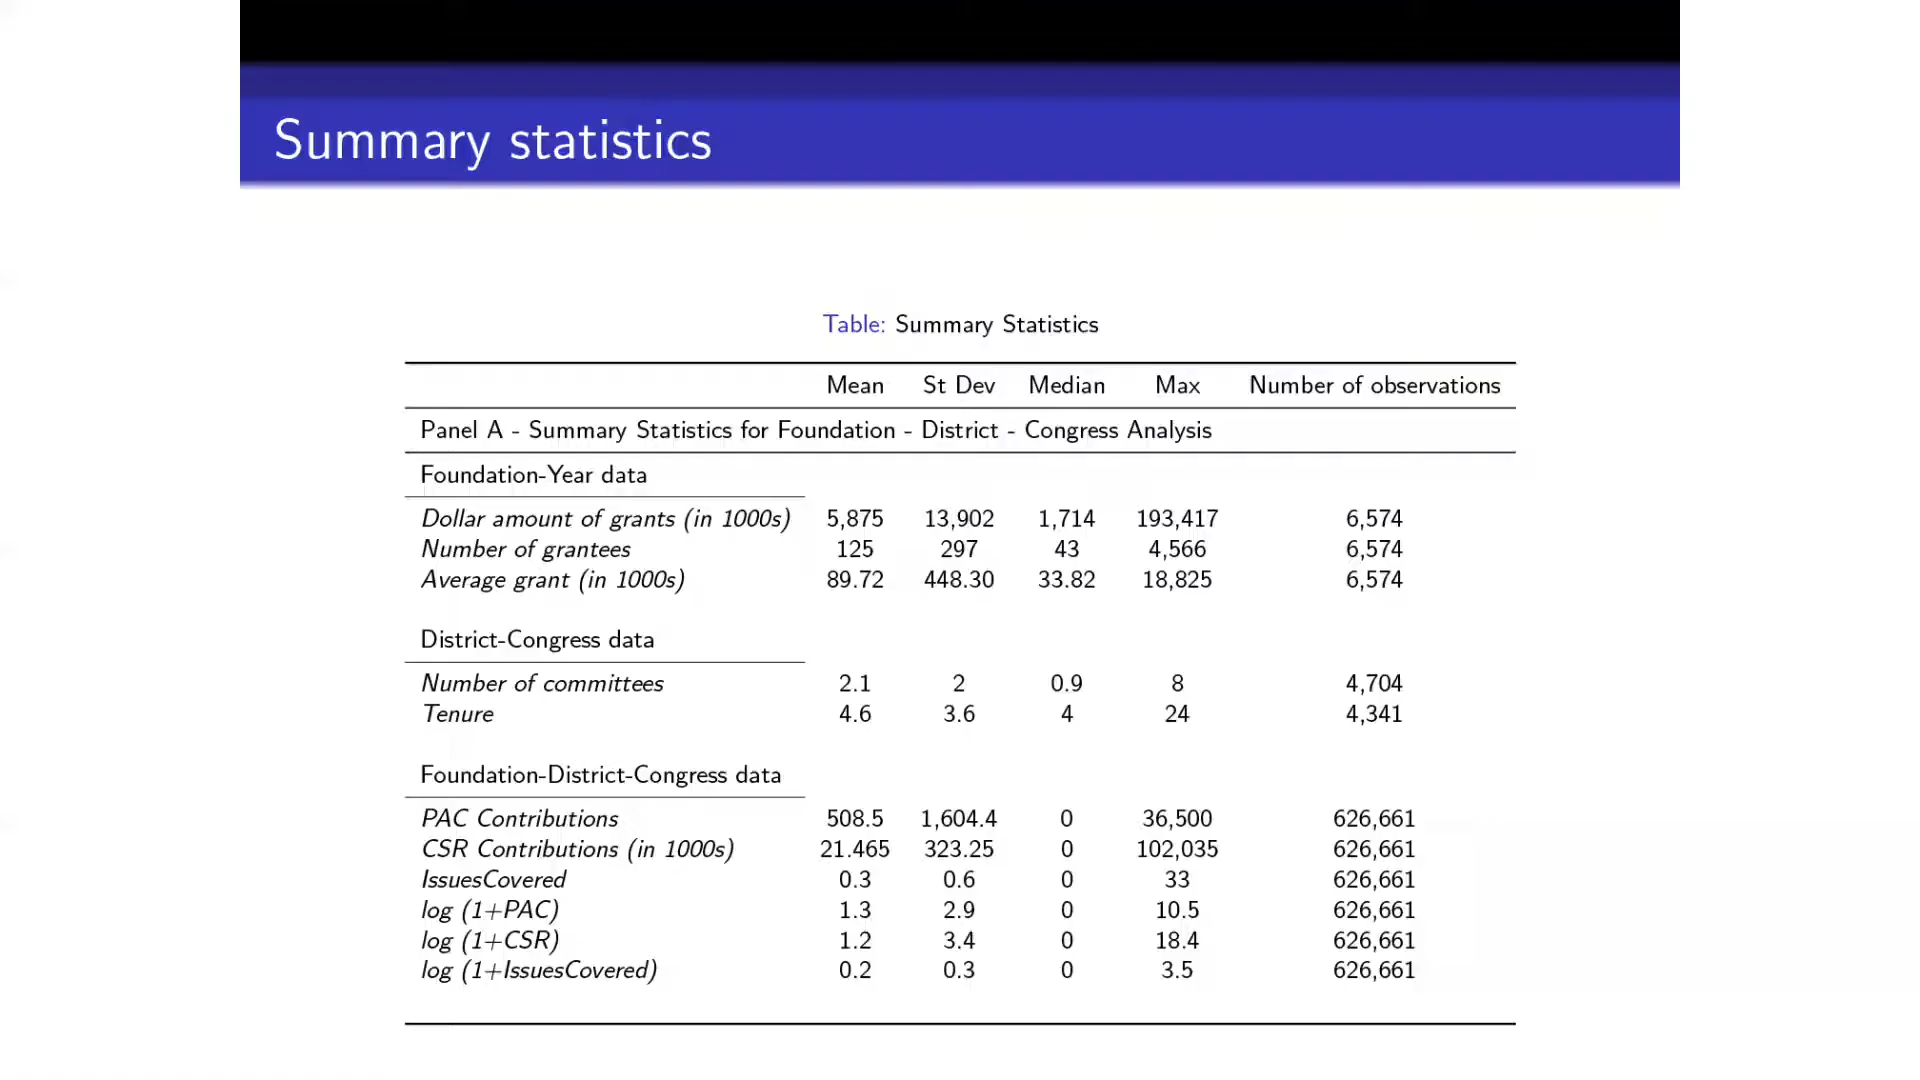 Summary statistics
Table: Summary Statistics
Mean St Dev Median Max Number of observations
Panel A - Summary Statistics for Foundation - District - Congress Analysis
Foundation-Year data
Dollar amount of grants (in 1000s) 5,875 13,902 1,714 193,417 6,574
Number of grantees 125 297 43 4,566 6,574
Average grant (in 1000s) 89.72 448.30 33.82 18,825 6,574
District-Congress data
Number of committees 2.1 2 0.9 8 4,704
Tenure 4.6 3.6 4 24 4,341
Foundation-District-Congress data
PAC Contributions 508.5 1,604.4 0 36,500 626,661
CSR Contributions (in 1000s) 21.465 323.25 0 102,035 626,661
IssuesCovered 0.3 0.6 0 33 626,661
log (1+PAC) 1.3 2.9 0 10.5 626,661
log (1+CSR) 1.2 3.4 0 18.4 626,661
log (1+IssuesCovered) 0.2 0.3 0 3.5 626,661